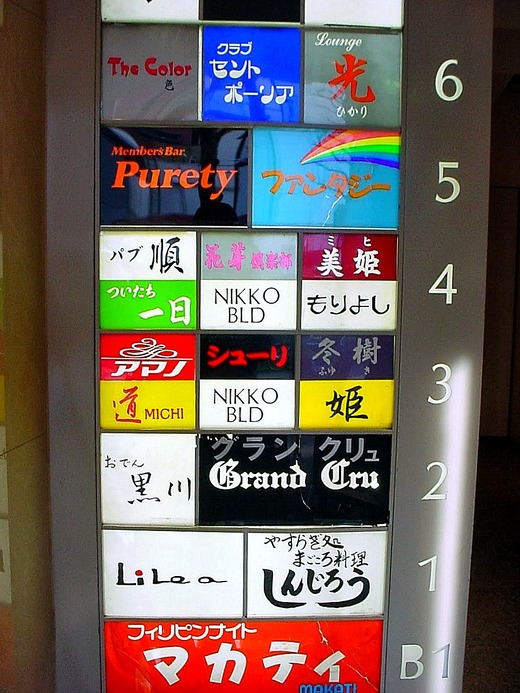 The Color
色
クラブ
セント
ポーリア
Lounge
光
ひかり
6
Member's Bar
Purety
ファンタジー
5
パブ 順
花芽倶楽部
ミヒ
美姫
ついたち
一日
NIKKO
BLD
もりよし
4
アマノ
シューリ
冬樹
ふゆき
道 MICHI
NIKKO
BLD
姫
3
おでん
黒川
グラン クリュ
Grand Cru
2
LiLea
やすらぎ処
まごころ料理
しんじろう
1
フィリピンナイト
マカティ
MAKATI
B1